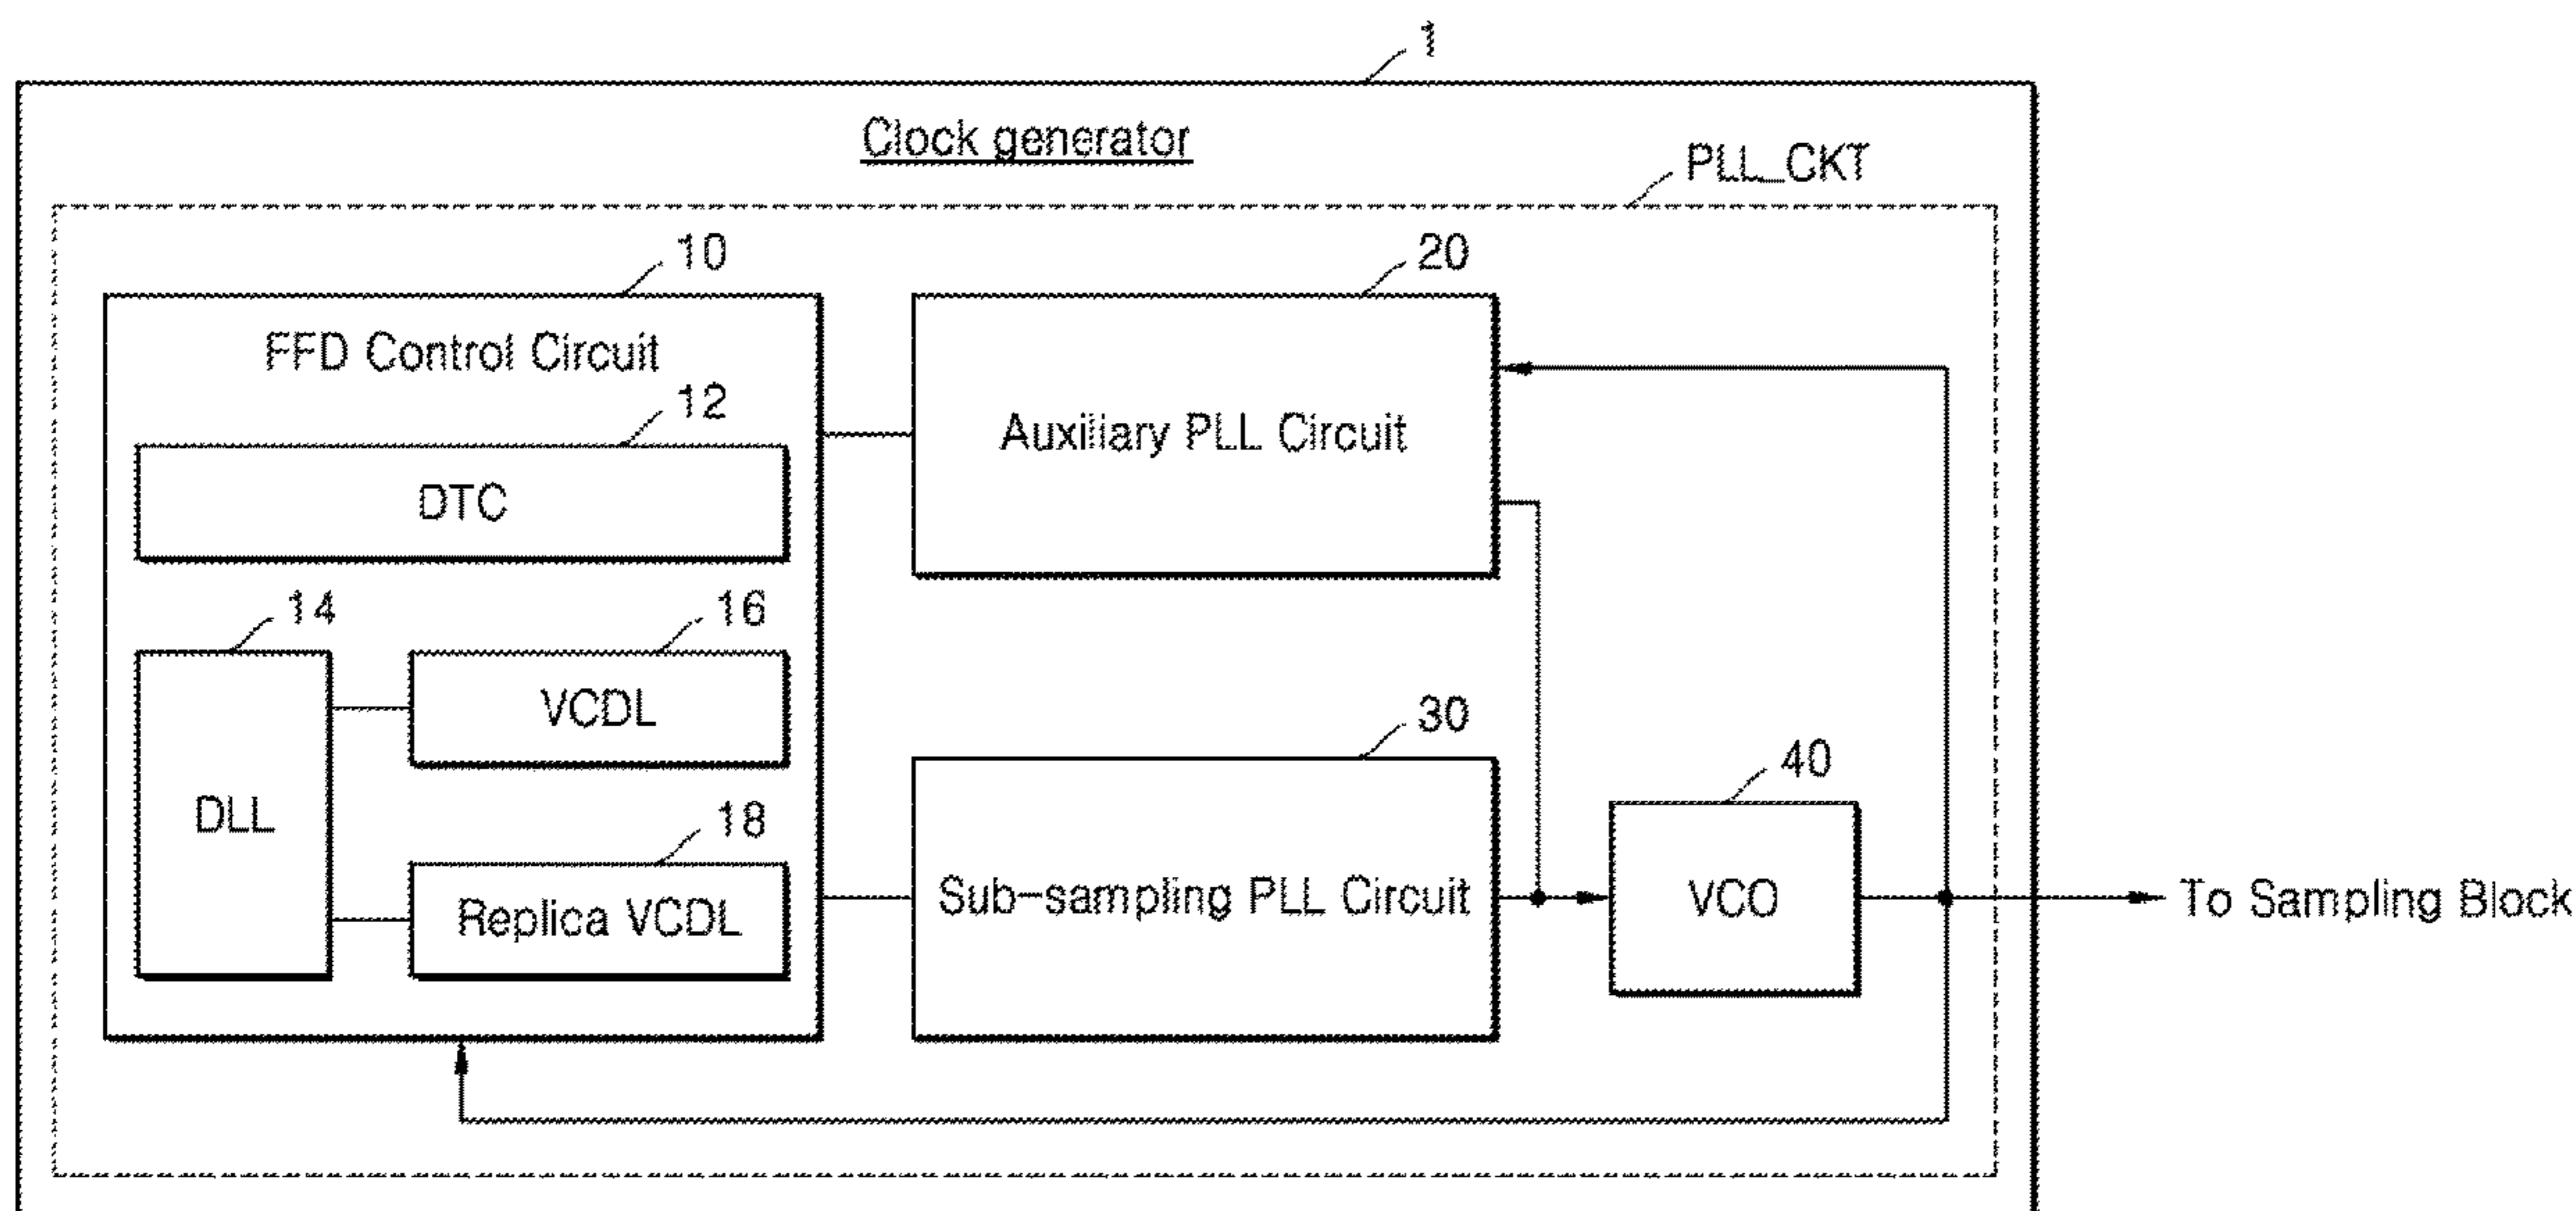 1
Clock generator
PLL_CKT
10
20
FFD Control Circuit
12
Auxiliary PLL Circuit
DTC
14
16
VCDL
30
40
DLL
18
Replica VCDL
Sub-sampling PLL Circuit
VCO
To Sampling Block